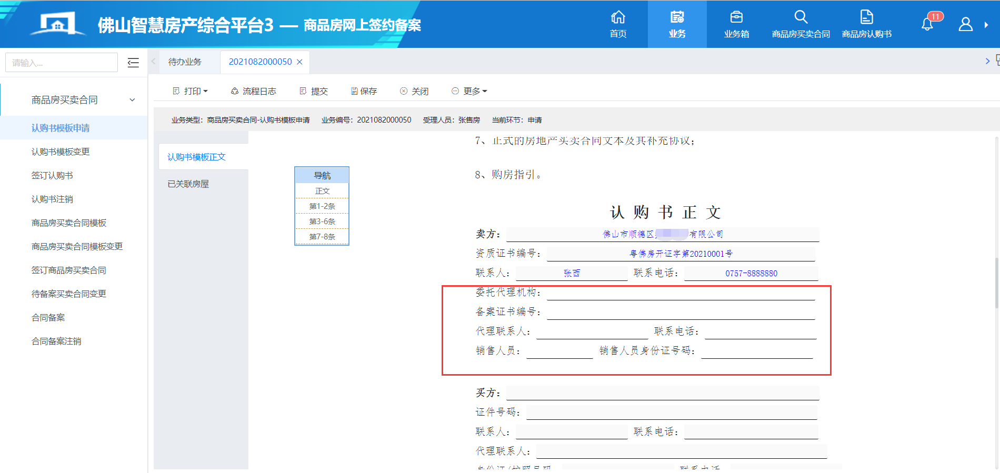 佛山智慧房产综合平台3 — 商品房网上签约备案
首页
业务
业务箱
商品房买卖合同
商品房认购书
11
请输入...
待办业务
2021082000050
打印
流程日志
提交
保存
关闭
更多
商品房买卖合同
认购书模板申请
认购书模板变更
签订认购书
认购书注销
商品房买卖合同模板
商品房买卖合同模板变更
签订商品房买卖合同
待备案买卖合同变更
合同备案
合同备案注销
业务类型：商品房买卖合同-认购书模板申请 业务编号：2021082000050 受理人员：张售房 当前环节：申请
认购书模板正文
已关联房屋
导航
正文
第1-2条
第3-6条
第7-8条
7、正式的房地产买卖合同文本及其补充协议；
8、购房指引。
认购书正文
卖方：佛山市顺德区 有限公司
资质证书编号：粤佛房开证字第20210001号
联系人：张西 联系电话：0757-8888880
委托代理机构：
备案证书编号：
代理联系人： 联系电话：
销售人员： 销售人员身份证号码：
买方：
证件号码：
联系人： 联系电话：
代理联系人：
身份证/护照号码 联系电话